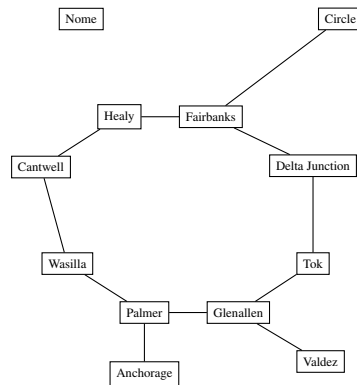 Nome
Circle
Healy
Fairbanks
Cantwell
Delta Junction
Wasilla
Tok
Palmer
Glenallen
Anchorage
Valdez